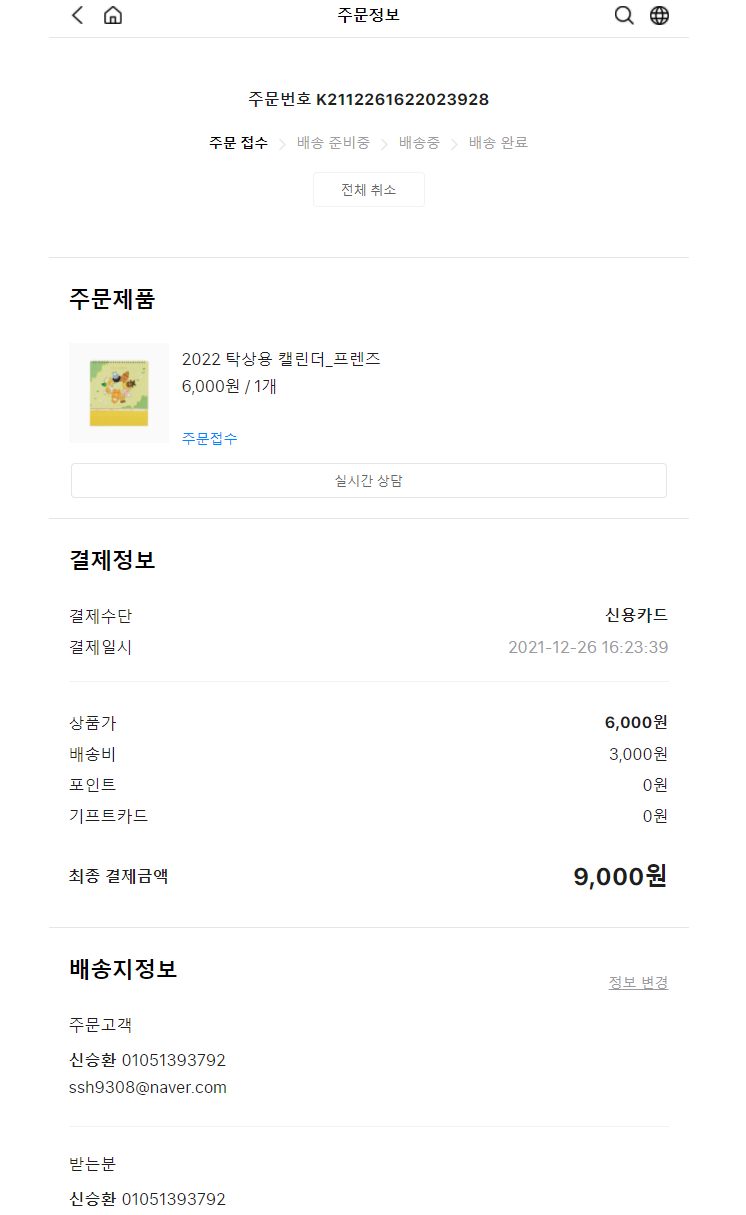 주문정보
주문번호 K2112261622023928
주문 접수 > 배송 준비중 > 배송중 > 배송 완료
전체 취소
주문제품
2022 탁상용 캘린더_프렌즈
6,000원 / 1개
주문접수
실시간 상담
결제정보
결제수단 신용카드
결제일시 2021-12-26 16:23:39
상품가 6,000원
배송비 3,000원
포인트 0원
기프트카드 0원
최종 결제금액 9,000원
배송지정보
정보 변경
주문고객
신승환 01051393792
ssh9308@naver.com
받는분
신승환 01051393792